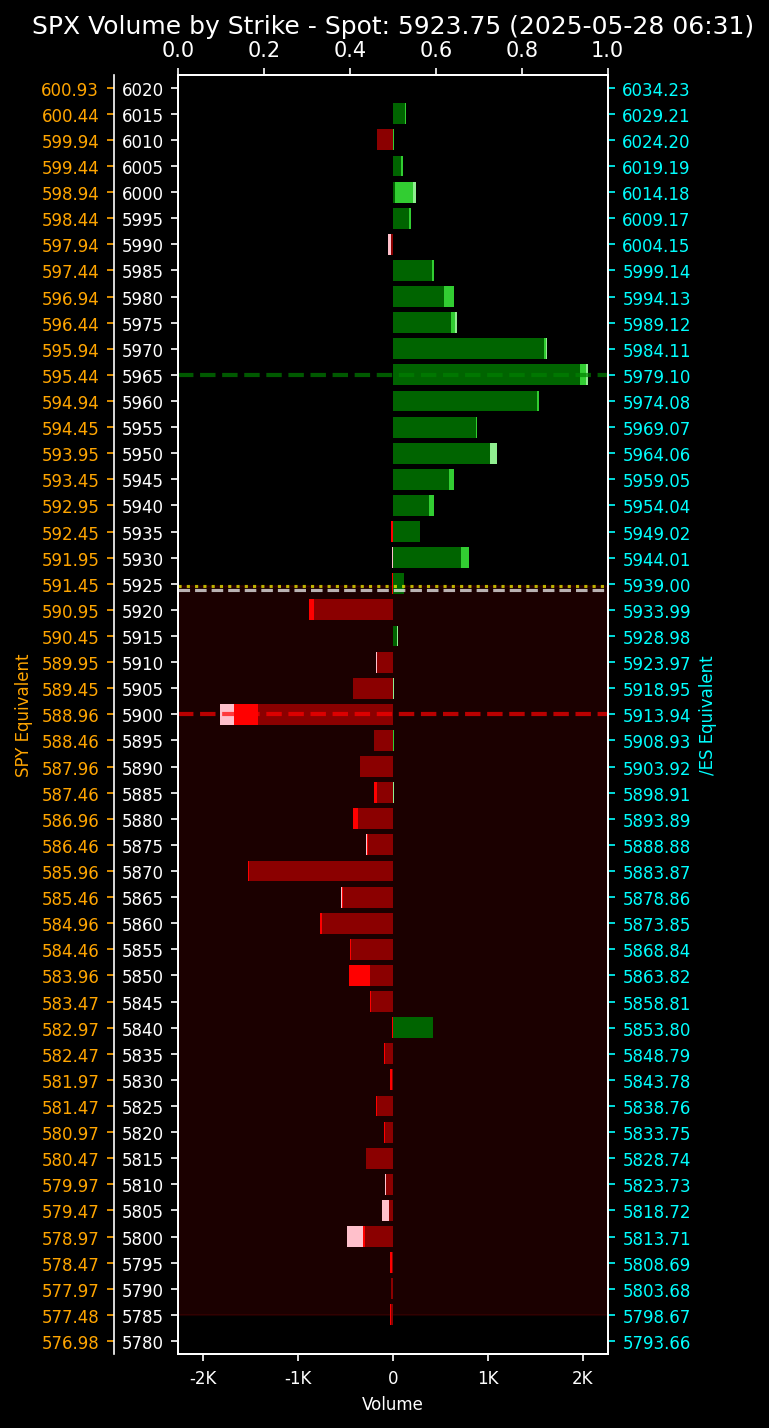 SPX Volume by Strike - Spot: 5923.75 (2025-05-28 06:31)
0.0 0.2 0.4 0.6 0.8 1.0
600.93 6020 6034.23
600.44 6015 6029.21
599.94 6010 6024.20
599.44 6005 6019.19
598.94 6000 6014.18
598.44 5995 6009.17
597.94 5990 6004.15
597.44 5985 5999.14
596.94 5980 5994.13
596.44 5975 5989.12
595.94 5970 5984.11
595.44 5965 5979.10
594.94 5960 5974.08
594.45 5955 5969.07
593.95 5950 5964.06
593.45 5945 5959.05
592.95 5940 5954.04
592.45 5935 5949.02
591.95 5930 5944.01
591.45 5925 5939.00
590.95 5920 5933.99
590.45 5915 5928.98
589.95 5910 5923.97
589.45 5905 5918.95
588.96 5900 5913.94
588.46 5895 5908.93
587.96 5890 5903.92
587.46 5885 5898.91
586.96 5880 5893.89
586.46 5875 5888.88
585.96 5870 5883.87
585.46 5865 5878.86
584.96 5860 5873.85
584.46 5855 5868.84
583.96 5850 5863.82
583.47 5845 5858.81
582.97 5840 5853.80
582.47 5835 5848.79
581.97 5830 5843.78
581.47 5825 5838.76
580.97 5820 5833.75
580.47 5815 5828.74
579.97 5810 5823.73
579.47 5805 5818.72
578.97 5800 5813.71
578.47 5795 5808.69
577.97 5790 5803.68
577.48 5785 5798.67
576.98 5780 5793.66
SPY Equivalent
/ES Equivalent
-2K -1K 0 1K 2K
Volume